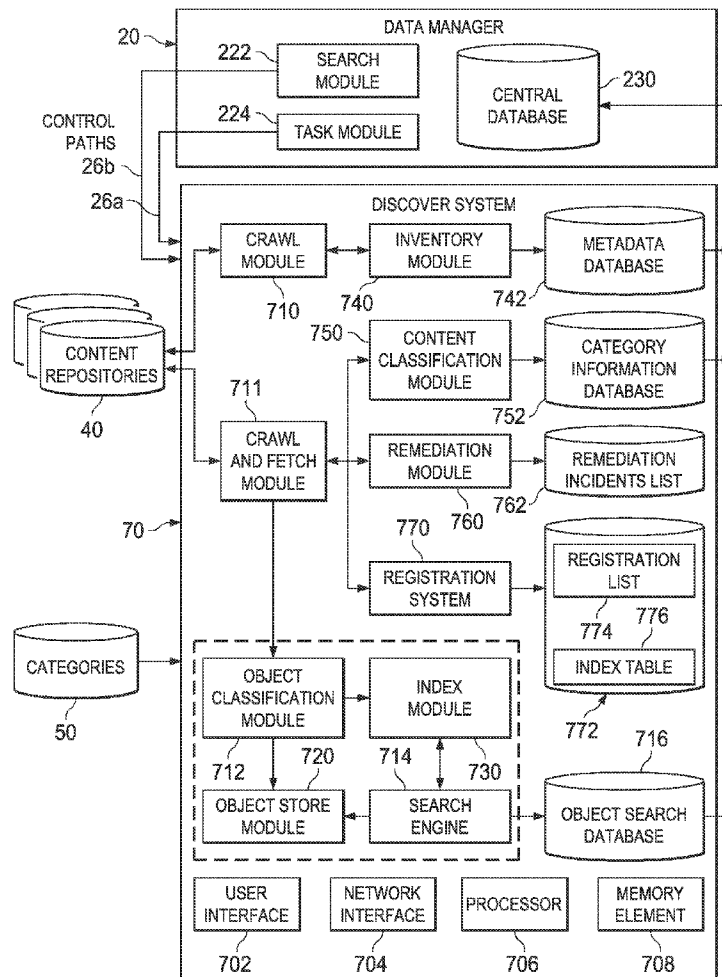 DATA MANAGER
20
222
SEARCH
MODULE
224
TASK MODULE
CENTRAL
DATABASE
230
CONTROL
PATHS
26b
26a
DISCOVER SYSTEM
CRAWL
MODULE
710
INVENTORY
MODULE
740
METADATA
DATABASE
742
CONTENT
REPOSITORIES
40
750
CONTENT
CLASSIFICATION
MODULE
CATEGORY
INFORMATION
DATABASE
752
711
CRAWL
AND FETCH
MODULE
REMEDIATION
MODULE
760
REMEDIATION
INCIDENTS LIST
762
70
770
REGISTRATION
SYSTEM
REGISTRATION
LIST
774
776
INDEX TABLE
772
CATEGORIES
50
OBJECT
CLASSIFICATION
MODULE
712
INDEX
MODULE
730
720
OBJECT STORE
MODULE
714
SEARCH
ENGINE
716
OBJECT SEARCH
DATABASE
USER
INTERFACE
702
NETWORK
INTERFACE
704
PROCESSOR
706
MEMORY
ELEMENT
708